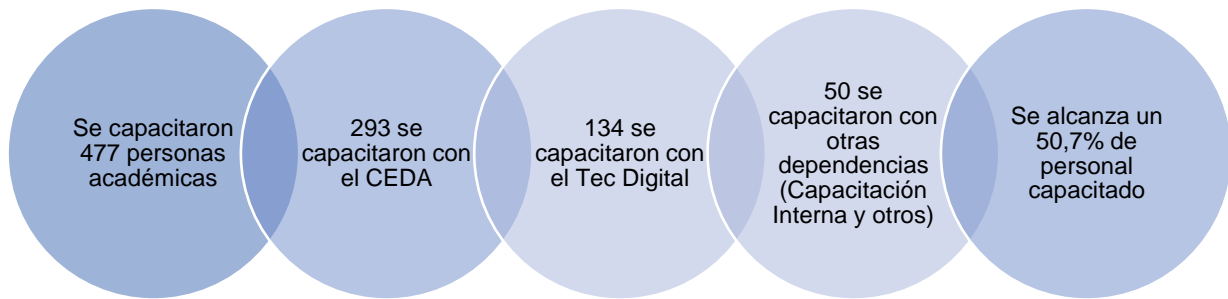 Se capacitaron
477 personas
académicas
293 se
capacitaron con
el CEDA
134 se
capacitaron con
el Tec Digital
50 se
capacitaron con
otras
dependencias
(Capacitación
Interna y otros)
Se alcanza un
50,7% de
personal
capacitado